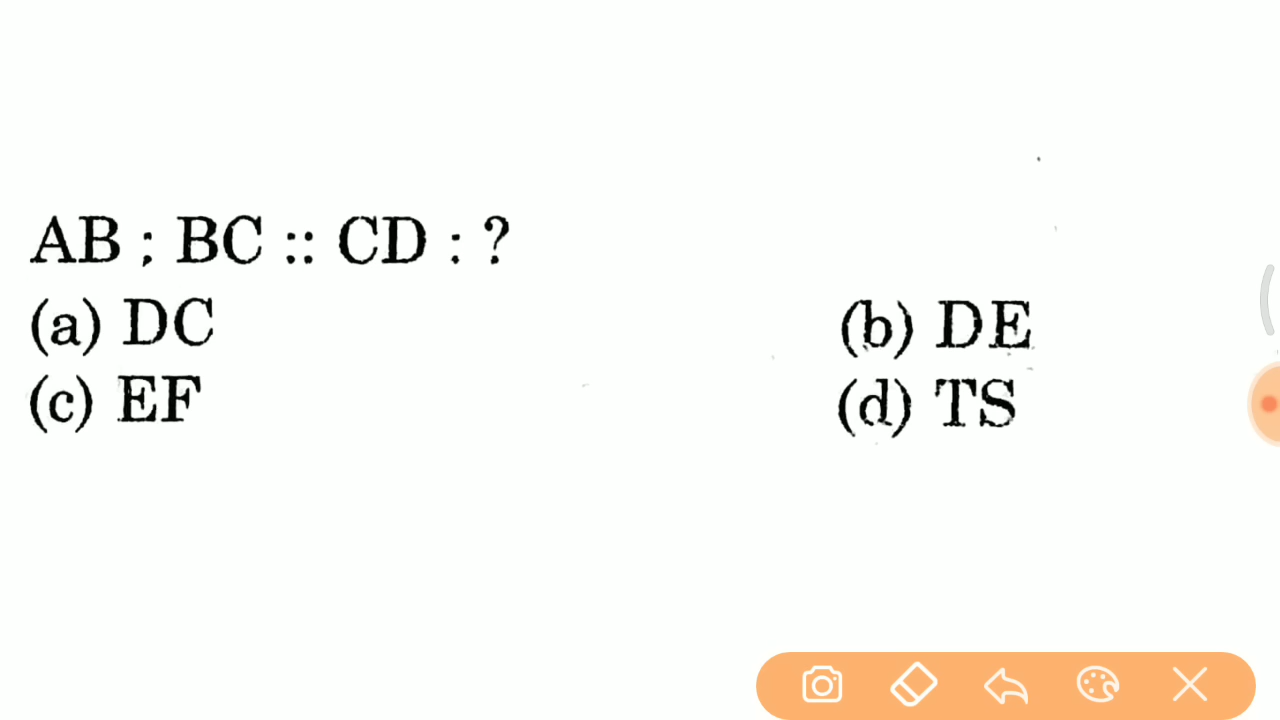 AB ; BC :: CD : ?
(a) DC (b) DE
(c) EF (d) TS